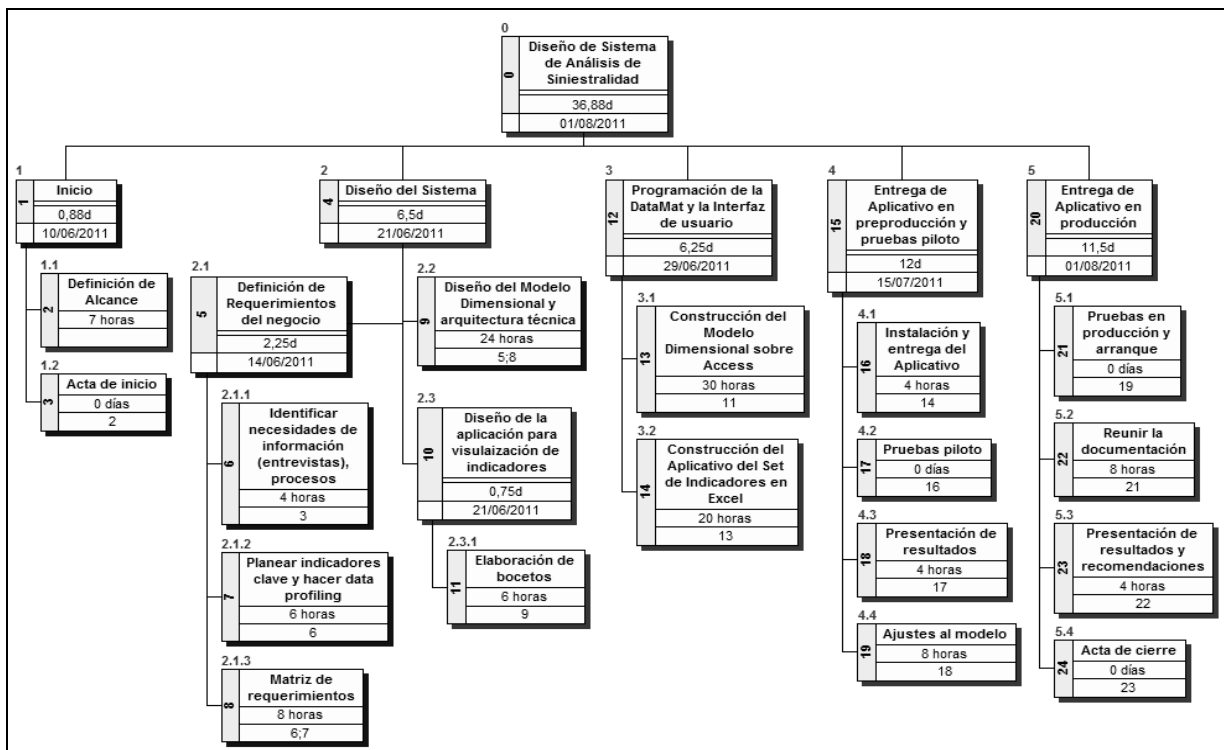 0
Diseño de Sistema
de Análisis de
Siniestralidad
0
36,88d
01/08/2011
1
Inicio
1
0,88d
10/06/2011
1.1
Definición de
Alcance
2
7 horas
1.2
Acta de inicio
3
0 días
2
2
Diseño del Sistema
4
6,5d
21/06/2011
2.1
Definición de
Requerimientos
del negocio
5
2,25d
14/06/2011
2.1.1
Identificar
necesidades de
información
(entrevistas),
procesos
6
4 horas
3
2.1.2
Planear indicadores
clave y hacer data
profiling
7
6 horas
6
2.1.3
Matriz de
requerimientos
8
8 horas
6;7
2.2
Diseño del Modelo
Dimensional y
arquitectura técnica
9
24 horas
5;8
2.3
Diseño de la
aplicación para
visulaización de
indicadores
10
0,75d
21/06/2011
2.3.1
Elaboración de
bocetos
11
6 horas
9
3
Programación de la
DataMat y la Interfaz
de usuario
12
6,25d
29/06/2011
3.1
Construcción del
Modelo
Dimensional sobre
Access
13
30 horas
11
3.2
Construcción del
Aplicativo del Set
de Indicadores en
Excel
14
20 horas
13
4
Entrega de
Aplicativo en
preproducción y
pruebas piloto
15
12d
15/07/2011
4.1
Instalación y
entrega del
Aplicativo
16
4 horas
14
4.2
Pruebas piloto
17
0 días
16
4.3
Presentación de
resultados
18
4 horas
17
4.4
Ajustes al modelo
19
8 horas
18
5
Entrega de
Aplicativo en
producción
20
11,5d
01/08/2011
5.1
Pruebas en
producción y
arranque
21
0 días
19
5.2
Reunir la
documentación
22
8 horas
21
5.3
Presentación de
resultados y
recomendaciones
23
4 horas
22
5.4
Acta de cierre
24
0 días
23